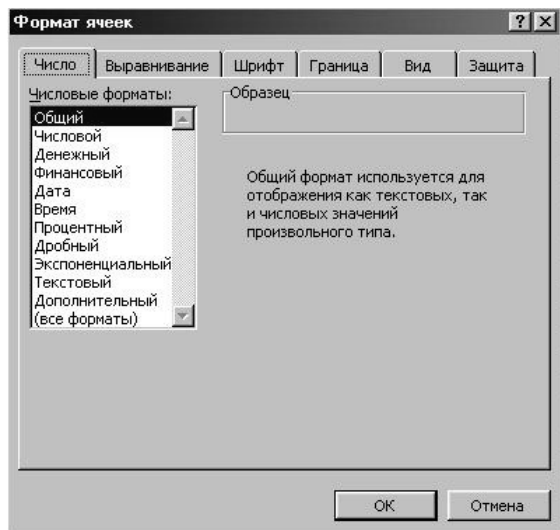 Формат ячеек
Число Выравнивание Шрифт Граница Вид Защита
Числовые форматы:
Образец
Общий
Числовой
Денежный
Финансовый
Дата
Время
Процентный
Дробный
Экспоненциальный
Текстовый
Дополнительный
(все форматы)
Общий формат используется для
отображения как текстовых, так
и числовых значений
произвольного типа.
OK Отмена